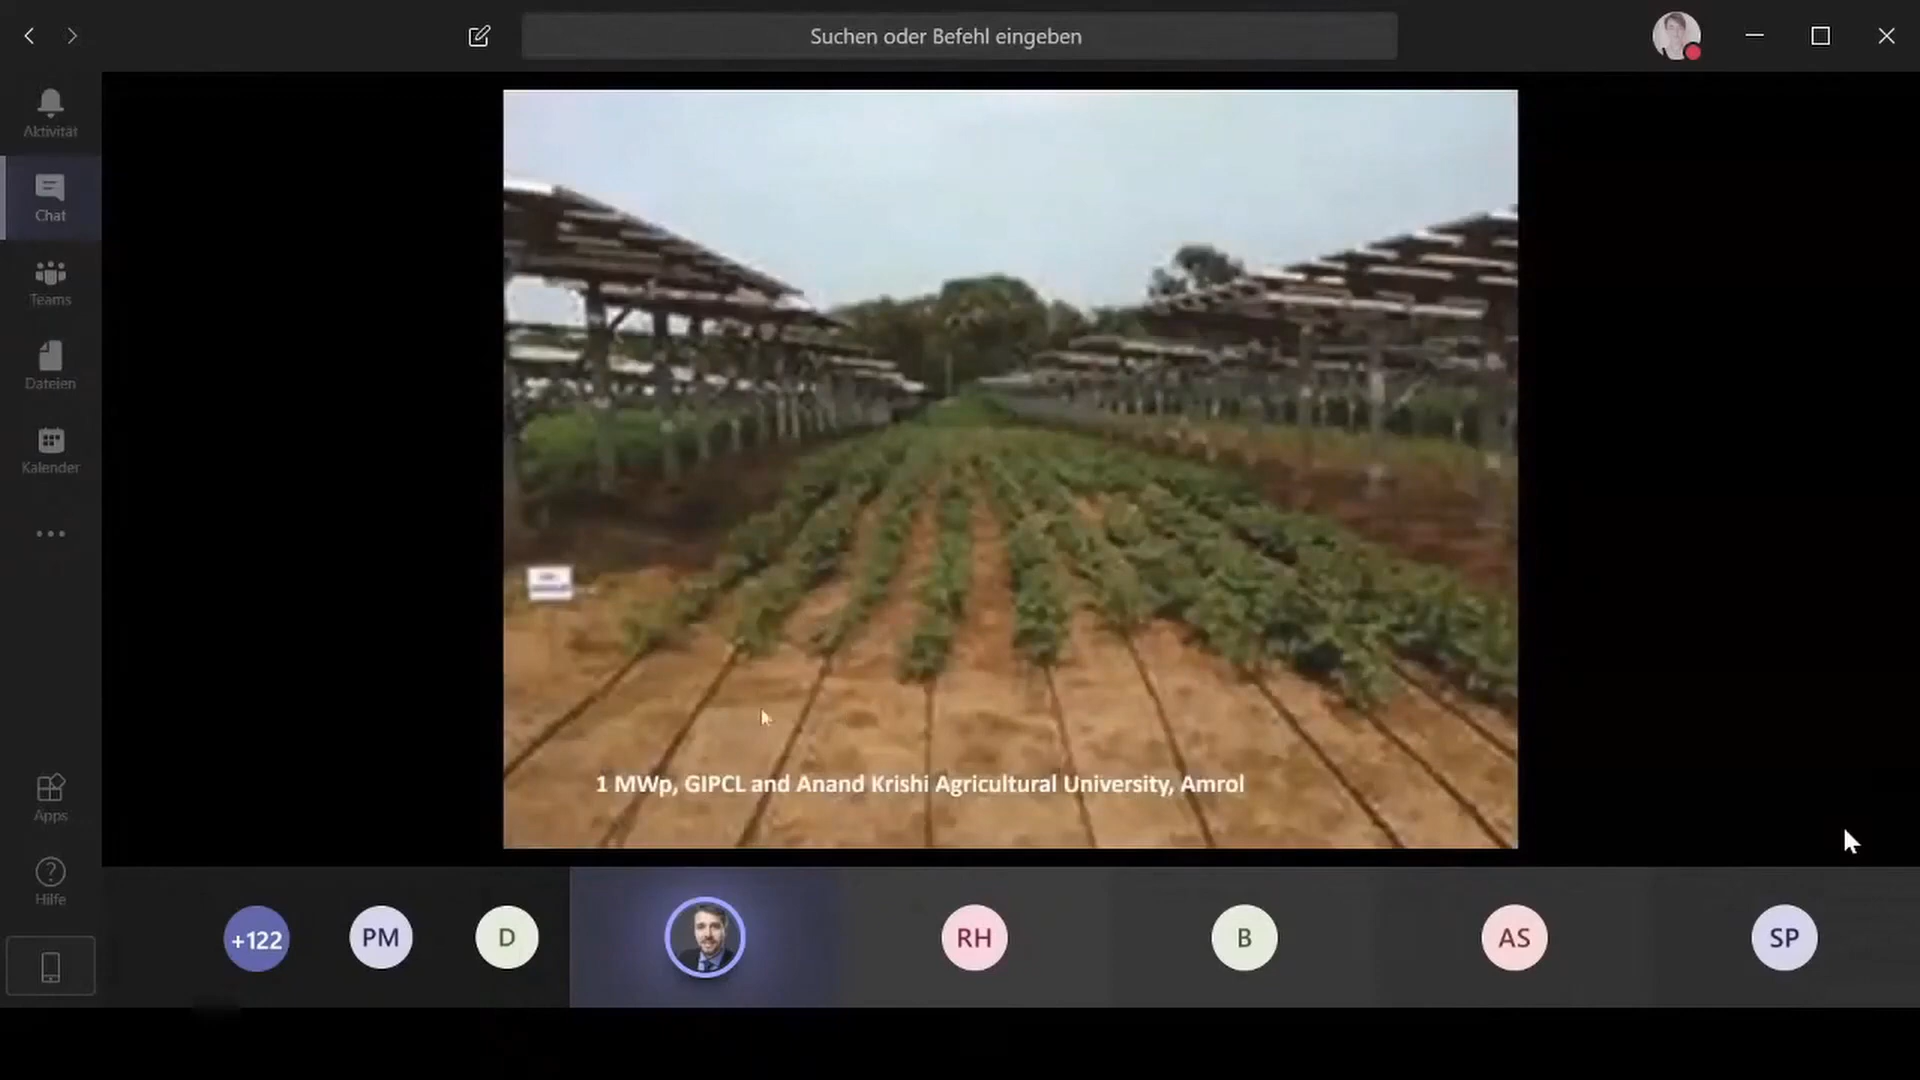 Suchen oder Befehl eingeben
Aktivität
Chat
Teams
Dateien
Kalender
Apps
Hilfe
1 MWp, GIPCL and Anand Krishi Agricultural University, Amrol
+122
PM
D
RH
B
AS
SP